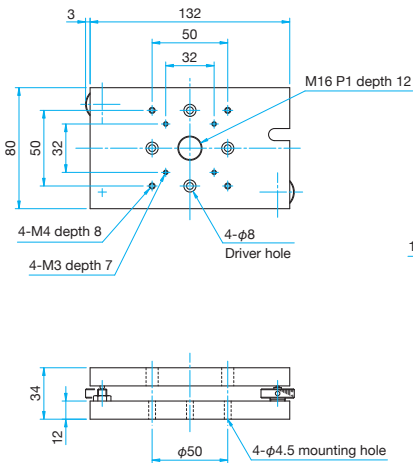 3
132
50
32
M16 P1 depth 12
80
50
32
4-M4 depth 8
4-φ8
Driver hole
4-M3 depth 7
1
34
12
φ50
4-φ4.5 mounting hole